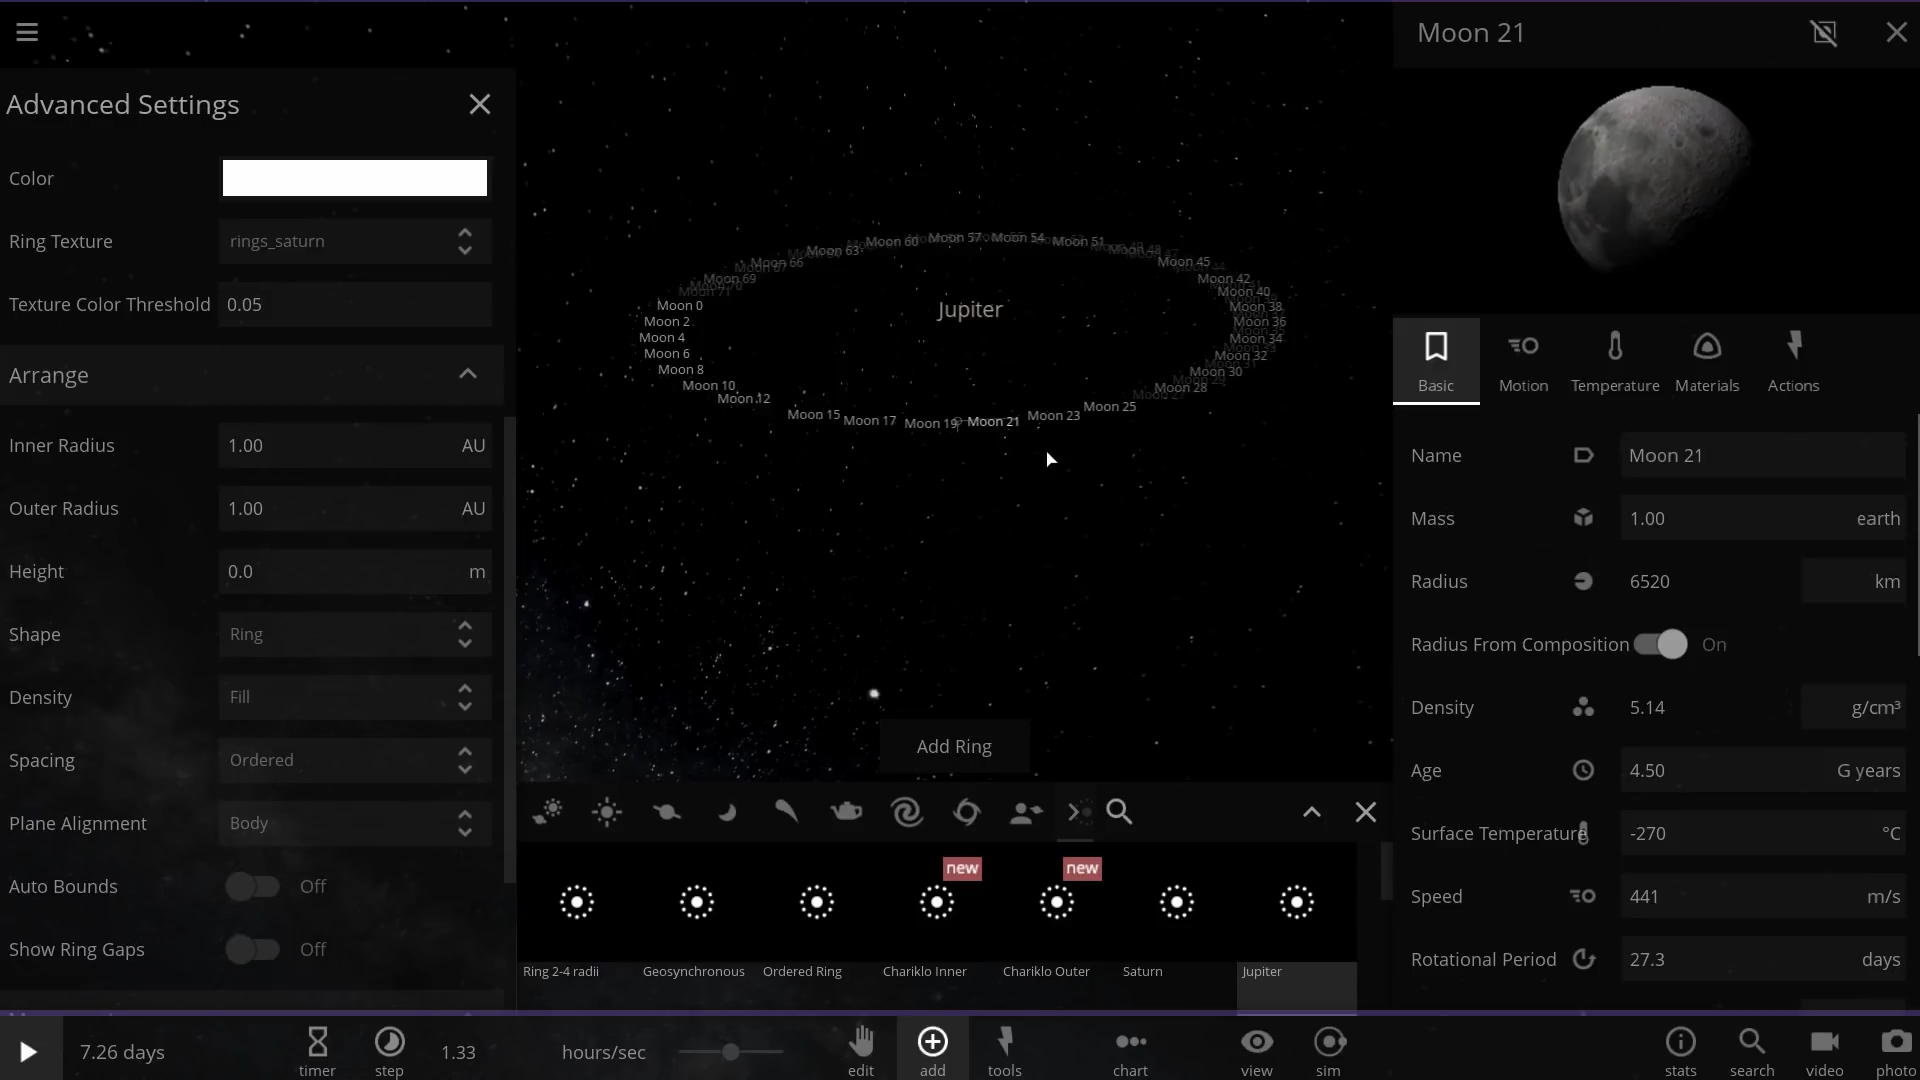 Moon 21
Advanced Settings
Color
Ring Texture
rings_saturn
Texture Color Threshold
0.05
Arrange
Inner Radius
1.00
AU
Outer Radius
1.00
AU
Height
0.0
m
Shape
Ring
Density
Fill
Spacing
Ordered
Plane Alignment
Body
Auto Bounds
Off
Show Ring Gaps
Off
Moon 63
Moon 60
Moon 57
Moon 54
Moon 51
Moon 48
Moon 66
Moon 45
Moon 69
Moon 42
Moon 40
Moon 0
Jupiter
Moon 38
Moon 2
Moon 36
Moon 4
Moon 34
Moon 6
Moon 32
Moon 8
Moon 30
Moon 10
Moon 28
Moon 12
Moon 25
Moon 15
Moon 17
Moon 19
Moon 21
Moon 23
Add Ring
new
new
Ring 2-4 radii
Geosynchronous
Ordered Ring
Chariklo Inner
Chariklo Outer
Saturn
Jupiter
Basic
Motion
Temperature
Materials
Actions
Name
Moon 21
Mass
1.00
earth
Radius
6520
km
Radius From Composition
On
Density
5.14
g/cm³
Age
4.50
G years
Surface Temperature
-270
°C
Speed
441
m/s
Rotational Period
27.3
days
7.26 days
timer
step
1.33
hours/sec
edit
add
tools
chart
view
sim
stats
search
video
photo